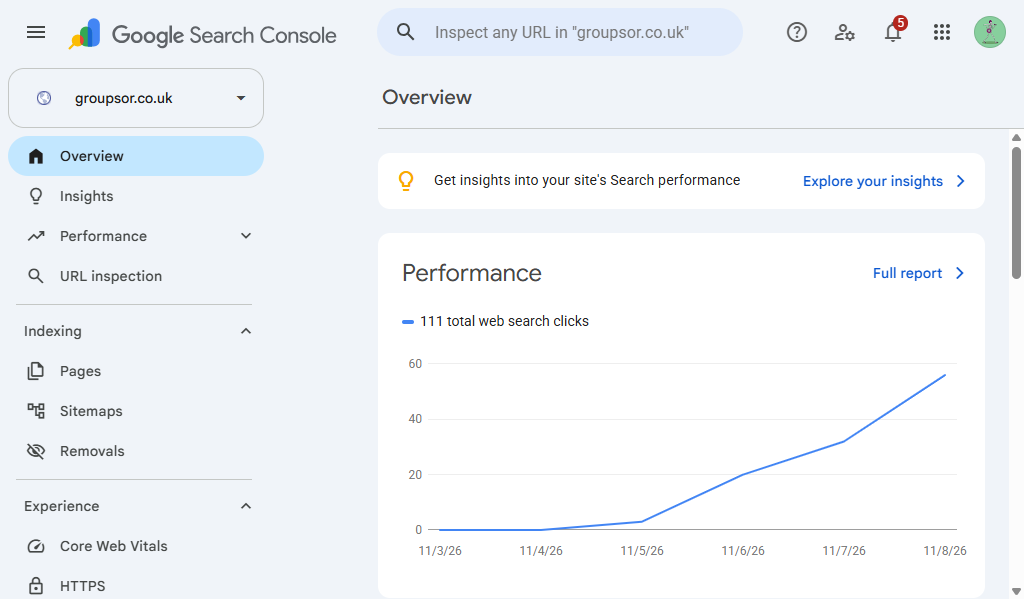 Google Search Console
Inspect any URL in "groupsor.co.uk"
5
groupsor.co.uk
Overview
Insights
Performance
URL inspection
Indexing
Pages
Sitemaps
Removals
Experience
Core Web Vitals
HTTPS
Overview
Get insights into your site's Search performance
Explore your insights
Performance
Full report
111 total web search clicks
60
40
20
0
11/3/26 11/4/26 11/5/26 11/6/26 11/7/26 11/8/26